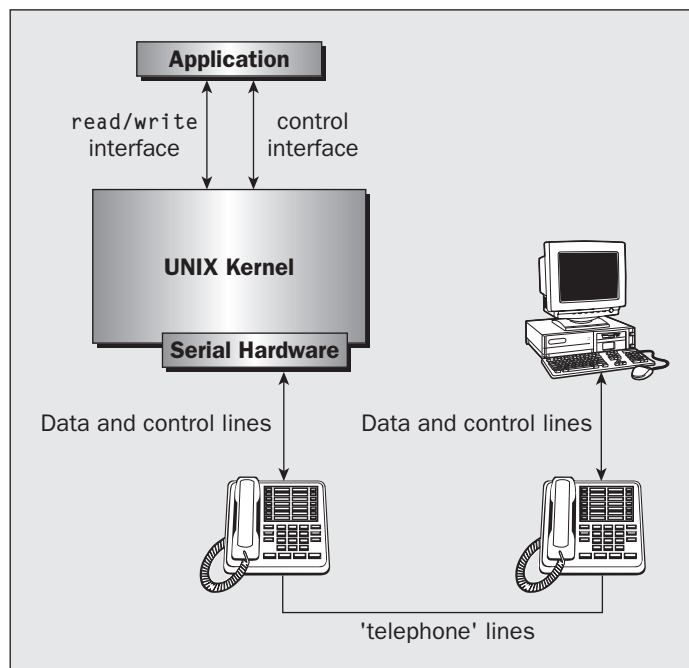 Application
read/write
interface
control
interface
UNIX Kernel
Serial Hardware
Data and control lines
Data and control lines
'telephone' lines